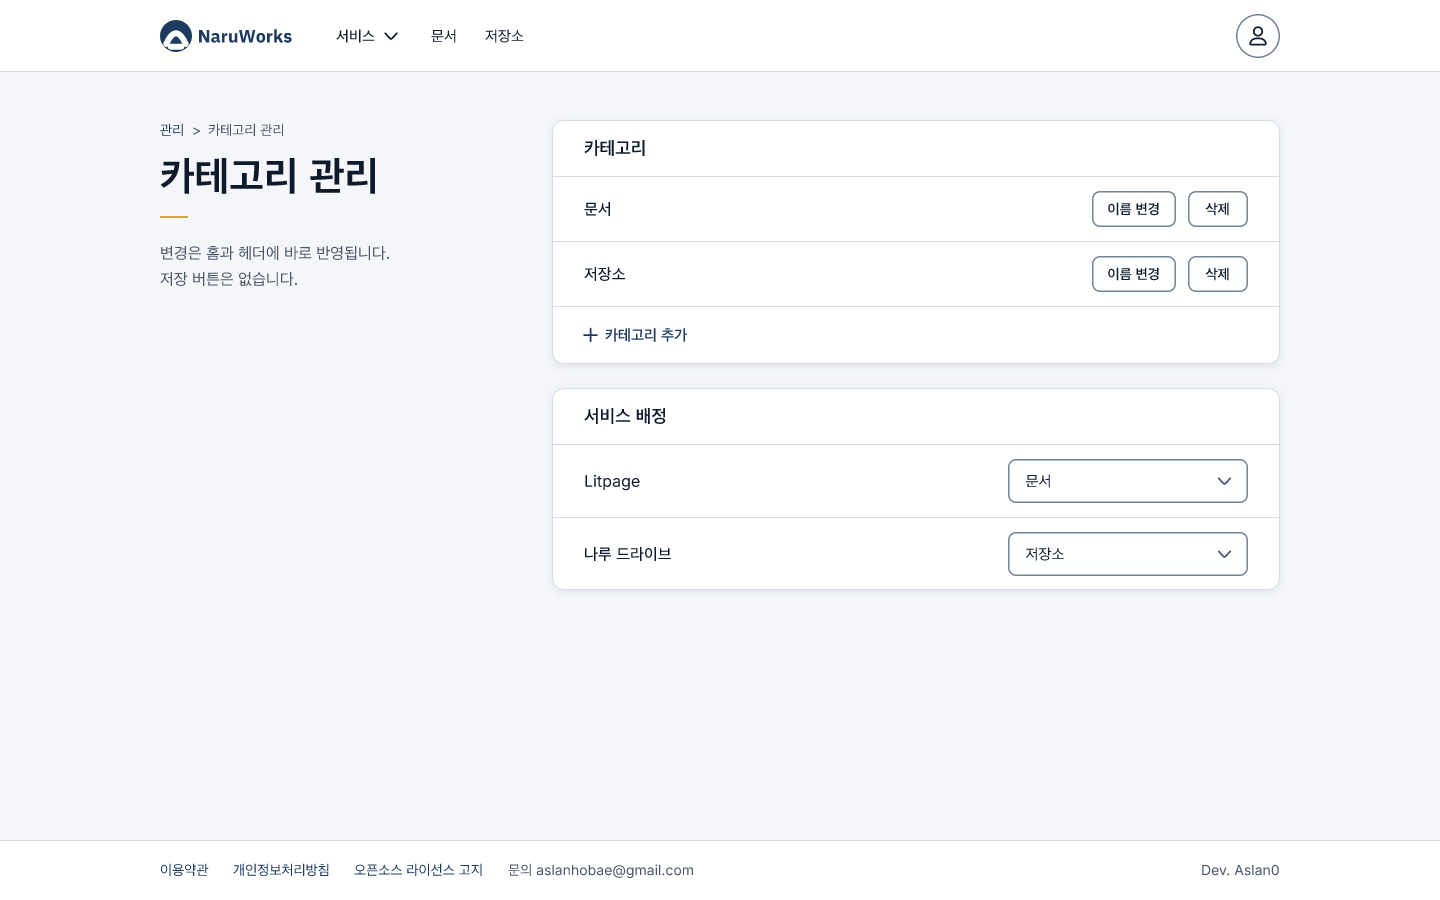 NaruWorks 서비스 문서 저장소
관리 > 카테고리 관리
카테고리 관리
변경은 홈과 헤더에 바로 반영됩니다.
저장 버튼은 없습니다.
카테고리
문서 이름 변경 삭제
저장소 이름 변경 삭제
카테고리 추가
서비스 배정
Litpage 문서
나루 드라이브 저장소
이용약관 개인정보처리방침 오픈소스 라이선스 고지 문의 aslanhobae@gmail.com Dev. Aslan0